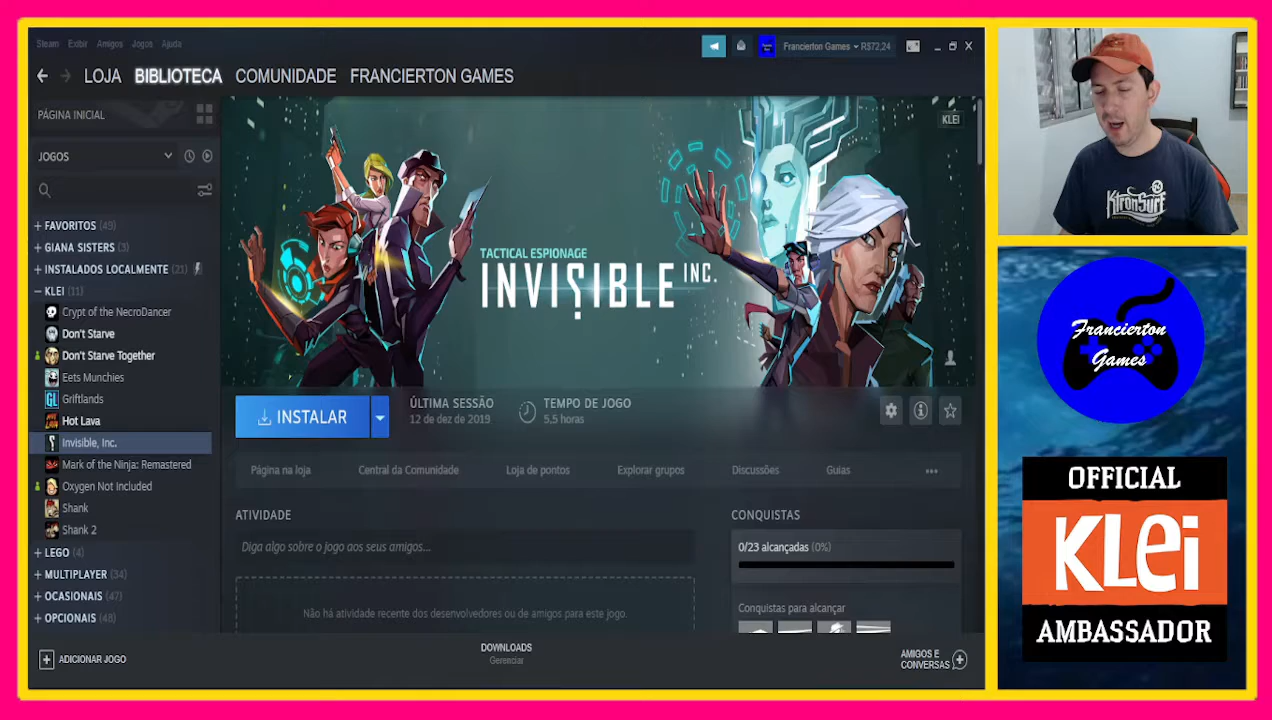 Steam Exibir Amigos Jogos Ajuda
Francierton Games R$72,24
LOJA BIBLIOTECA COMUNIDADE FRANCIERTON GAMES
PÁGINA INICIAL
JOGOS
FAVORITOS (49)
GIANA SISTERS (3)
INSTALADOS LOCALMENTE (21)
KLEI (11)
Crypt of the NecroDancer
Don't Starve
Don't Starve Together
Eets Munchies
GL Griftlands
Hot Lava
Invisible, Inc.
Mark of the Ninja: Remastered
Oxygen Not Included
Shank
Shank 2
LEGO (4)
MULTIPLAYER (34)
OCASIONAIS (47)
OPCIONAIS (48)
ADICIONAR JOGO
KLEI
TACTICAL ESPIONAGE
INVISIBLE INC.
INSTALAR
ÚLTIMA SESSÃO
12 de dez de 2019
TEMPO DE JOGO
5,5 horas
Página na loja Central da Comunidade Loja de pontos Explorar grupos Discussões Guias
ATIVIDADE
Diga algo sobre o jogo aos seus amigos...
Não há atividade recente dos desenvolvedores ou de amigos para este jogo.
CONQUISTAS
0/23 alcançadas (0%)
Conquistas para alcançar
DOWNLOADS
Gerenciar
AMIGOS E
CONVERSAS
KTRONSURF
Francierton
Games
OFFICIAL
KLEI
AMBASSADOR